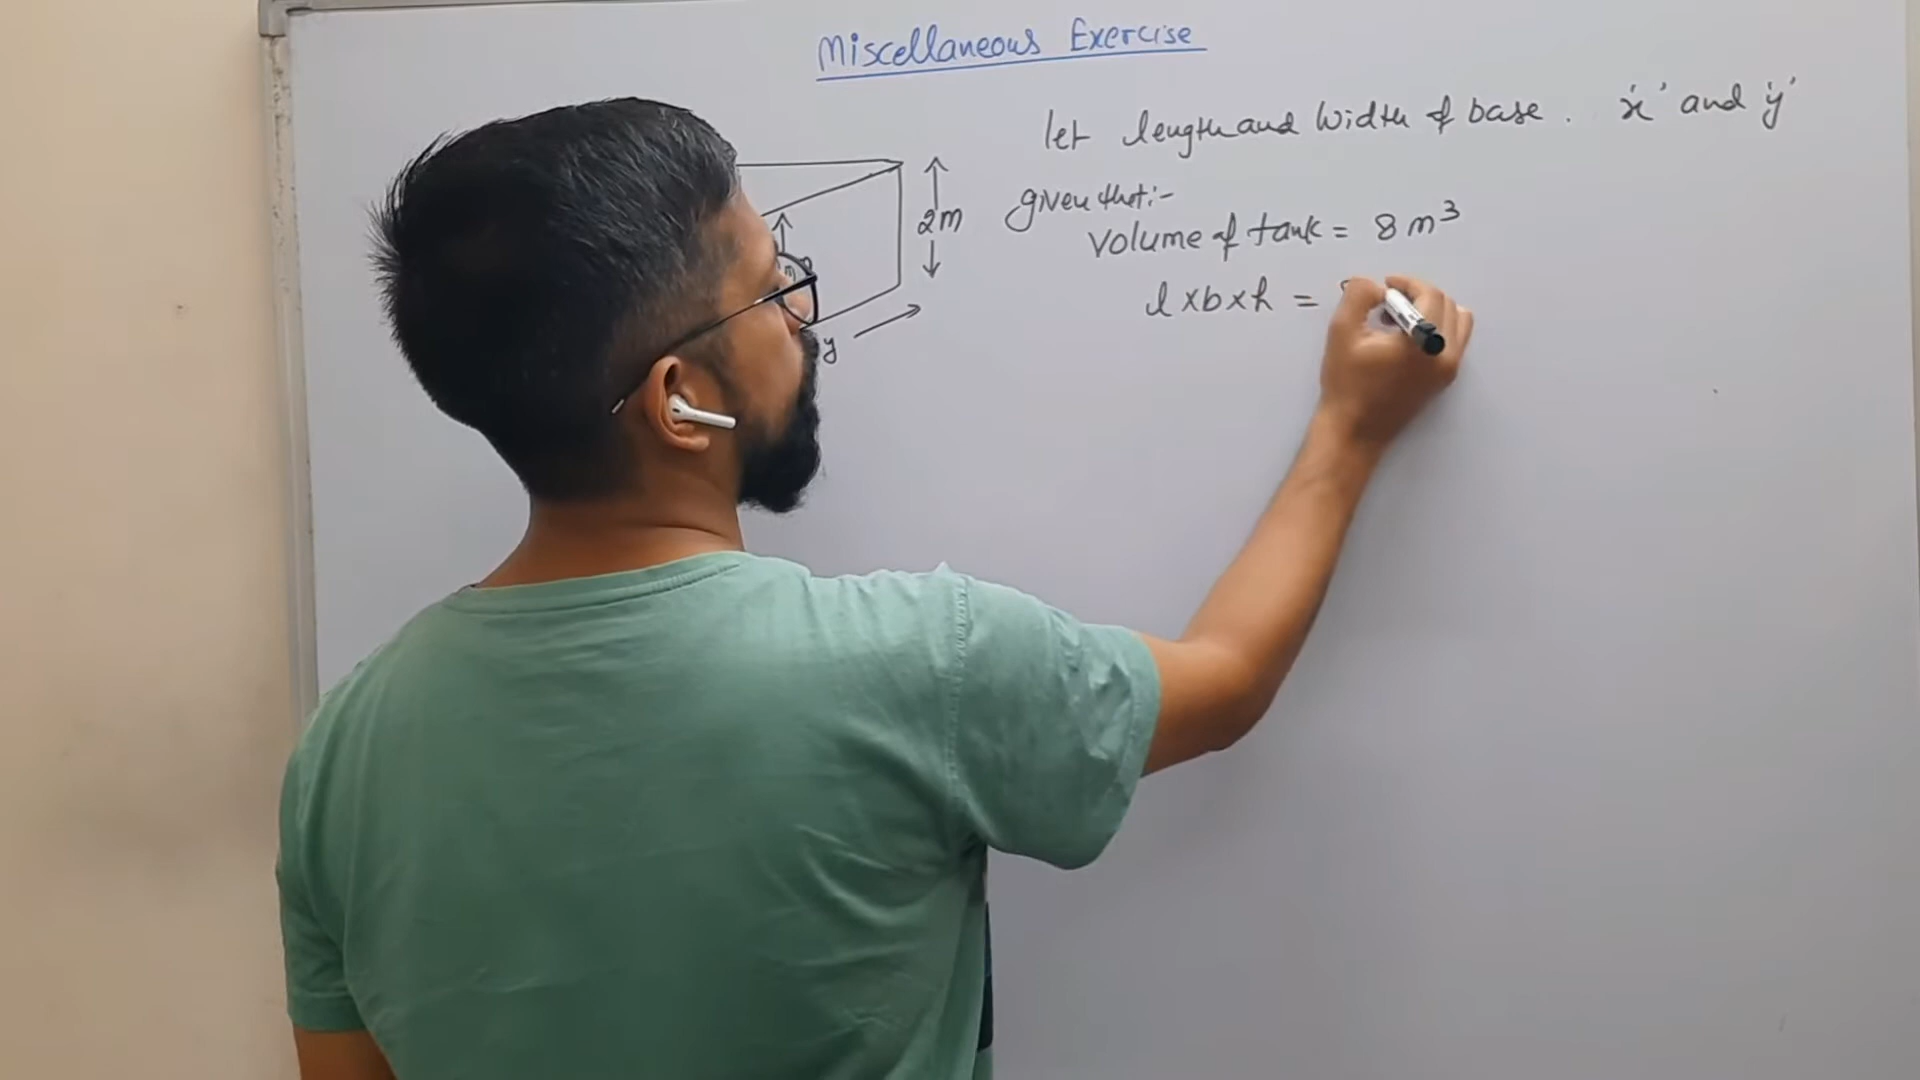 Miscellaneous Exercise
let length and width of base. 'x' and 'y'
given that:-
volume of tank = 8 m³
l×b×h =
2m
y